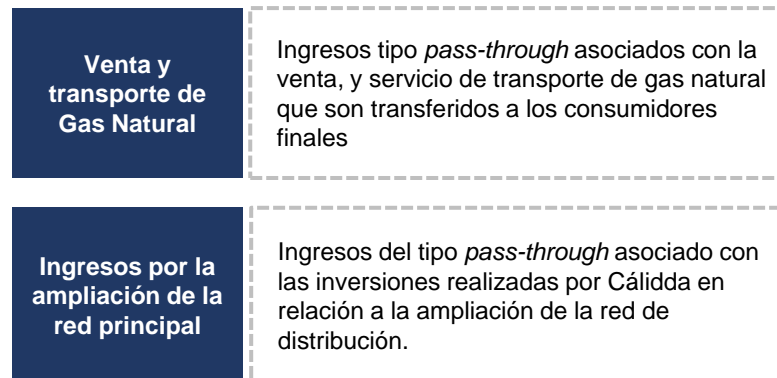 Venta y
transporte de
Gas Natural
Ingresos tipo pass-through asociados con la
venta, y servicio de transporte de gas natural
que son transferidos a los consumidores
finales
Ingresos por la
ampliación de la
red principal
Ingresos del tipo pass-through asociado con
las inversiones realizadas por Cálidda en
relación a la ampliación de la red de
distribución.